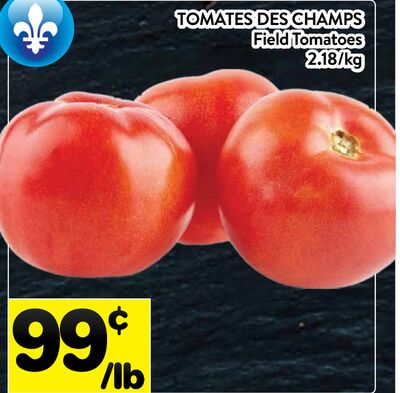 TOMATES DES CHAMPS
Field Tomatoes
2.18/kg
99¢
/lb